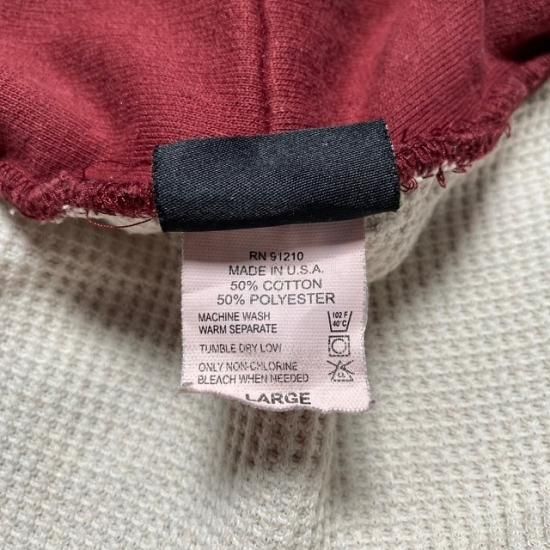 RN 91210
MADE IN U.S.A.
50% COTTON
50% POLYESTER
MACHINE WASH
WARM SEPARATE
102 F
40°C
TUMBLE DRY LOW
ONLY NON-CHLORINE
BLEACH WHEN NEEDED
CL
LARGE